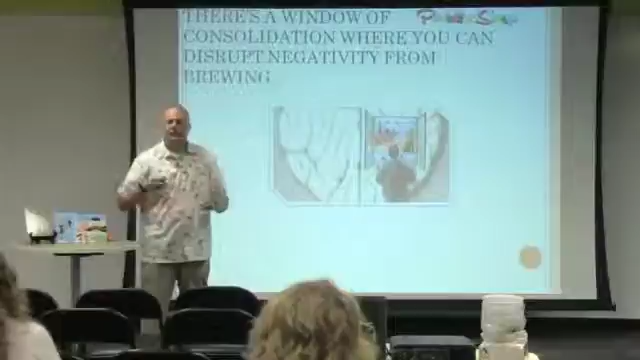 THERE'S A WINDOW OF
CONSOLIDATION WHERE YOU CAN
DISRUPT NEGATIVITY FROM
BREWING